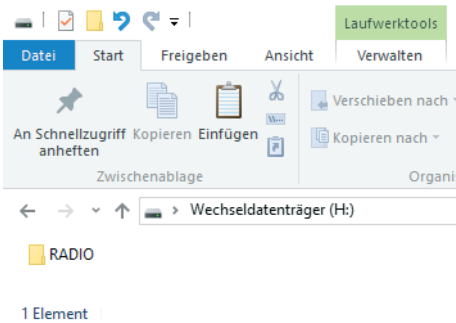 Laufwerktools
Datei Start Freigeben Ansicht Verwalten
An Schnellzugriff anheften Kopieren Einfügen Verschieben nach
Kopieren nach
Zwischenablage Organi
Wechseldatenträger (H:)
RADIO
1 Element